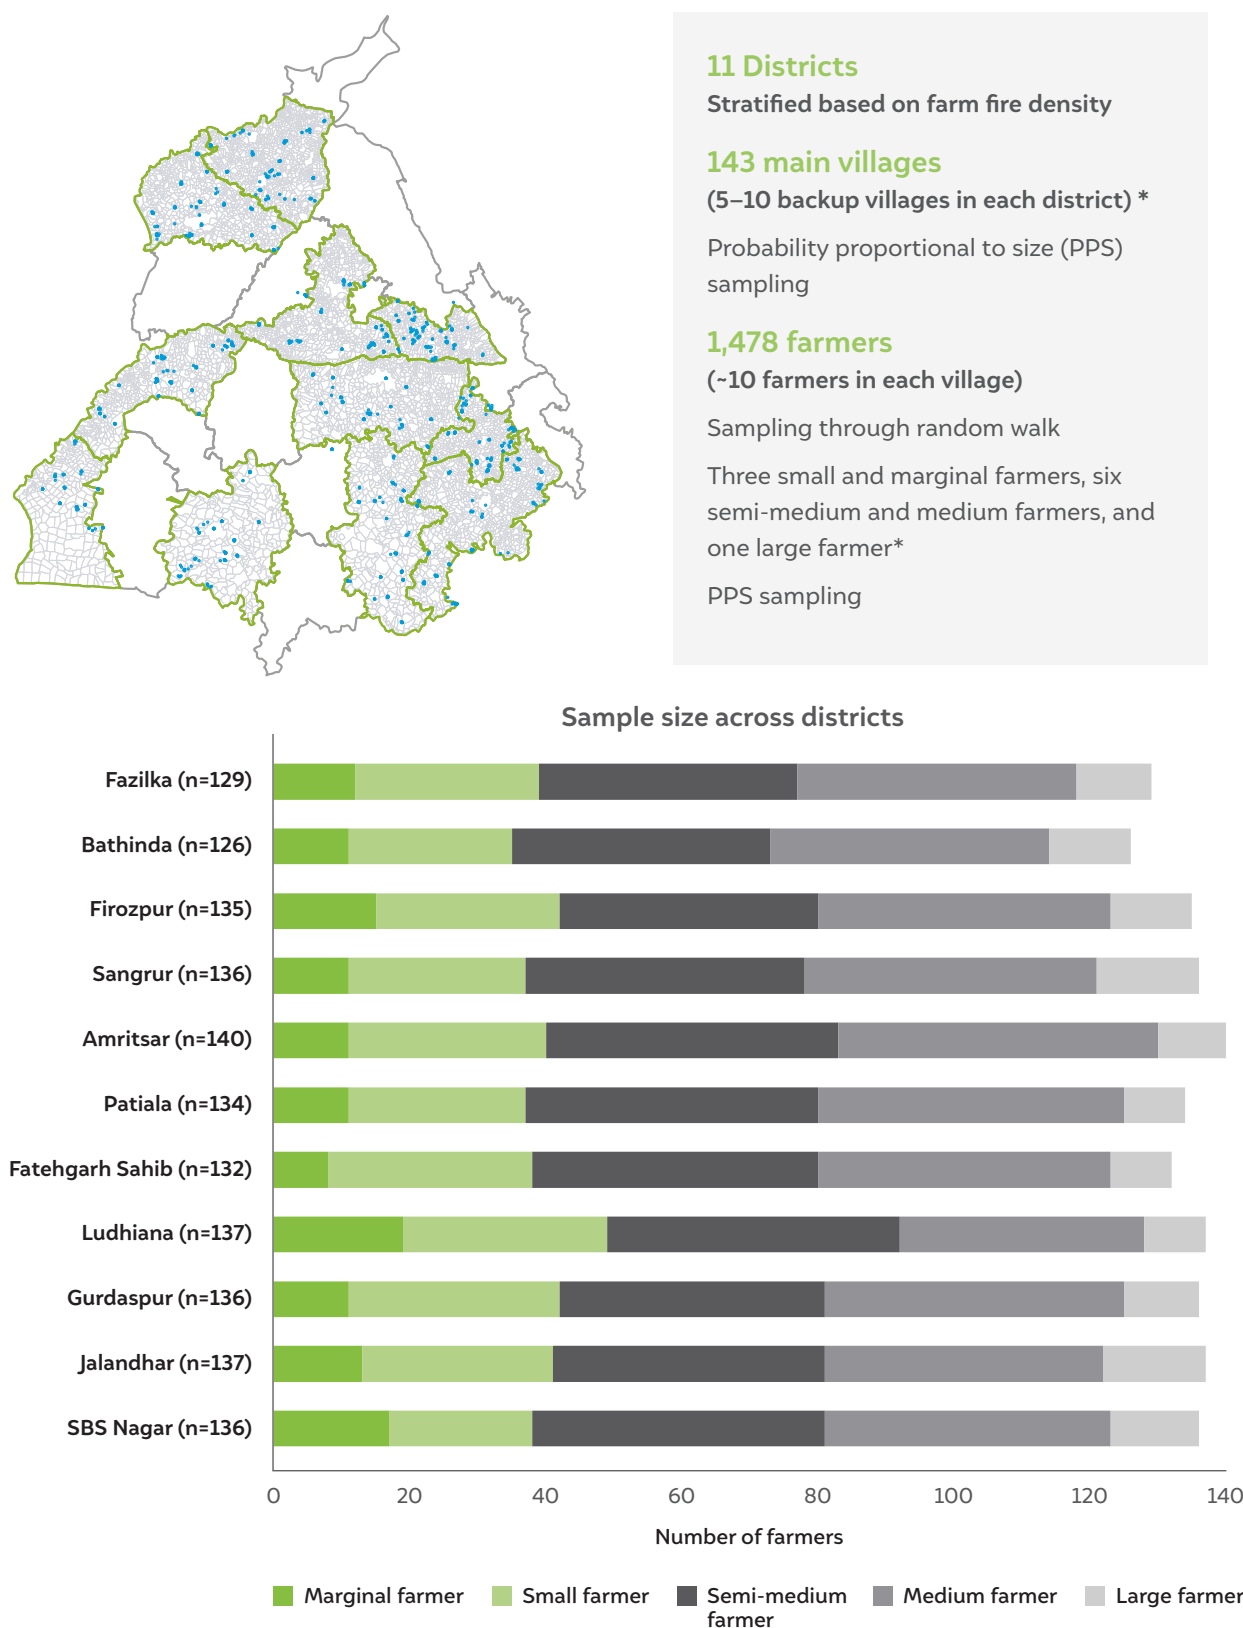 11 Districts
Stratified based on farm fire density
143 main villages
(5–10 backup villages in each district) *
Probability proportional to size (PPS)
sampling
1,478 farmers
(~10 farmers in each village)
Sampling through random walk
Three small and marginal farmers, six
semi-medium and medium farmers, and
one large farmer*
PPS sampling
Sample size across districts
Fazilka (n=129)
Bathinda (n=126)
Firozpur (n=135)
Sangrur (n=136)
Amritsar (n=140)
Patiala (n=134)
Fatehgarh Sahib (n=132)
Ludhiana (n=137)
Gurdaspur (n=136)
Jalandhar (n=137)
SBS Nagar (n=136)
0 20 40 60 80 100 120 140
Number of farmers
Marginal farmer Small farmer Semi-medium Medium farmer Large farmer
farmer